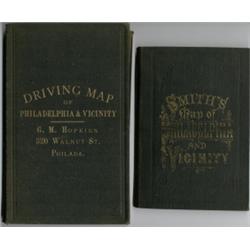 DRIVING MAP
OF
PHILADELPHIA & VICINITY
G. M. HOPKINS
320 WALNUT ST.
PHILADA.
SMITH'S
Map of
PHILADELPHIA
AND
VICINITY